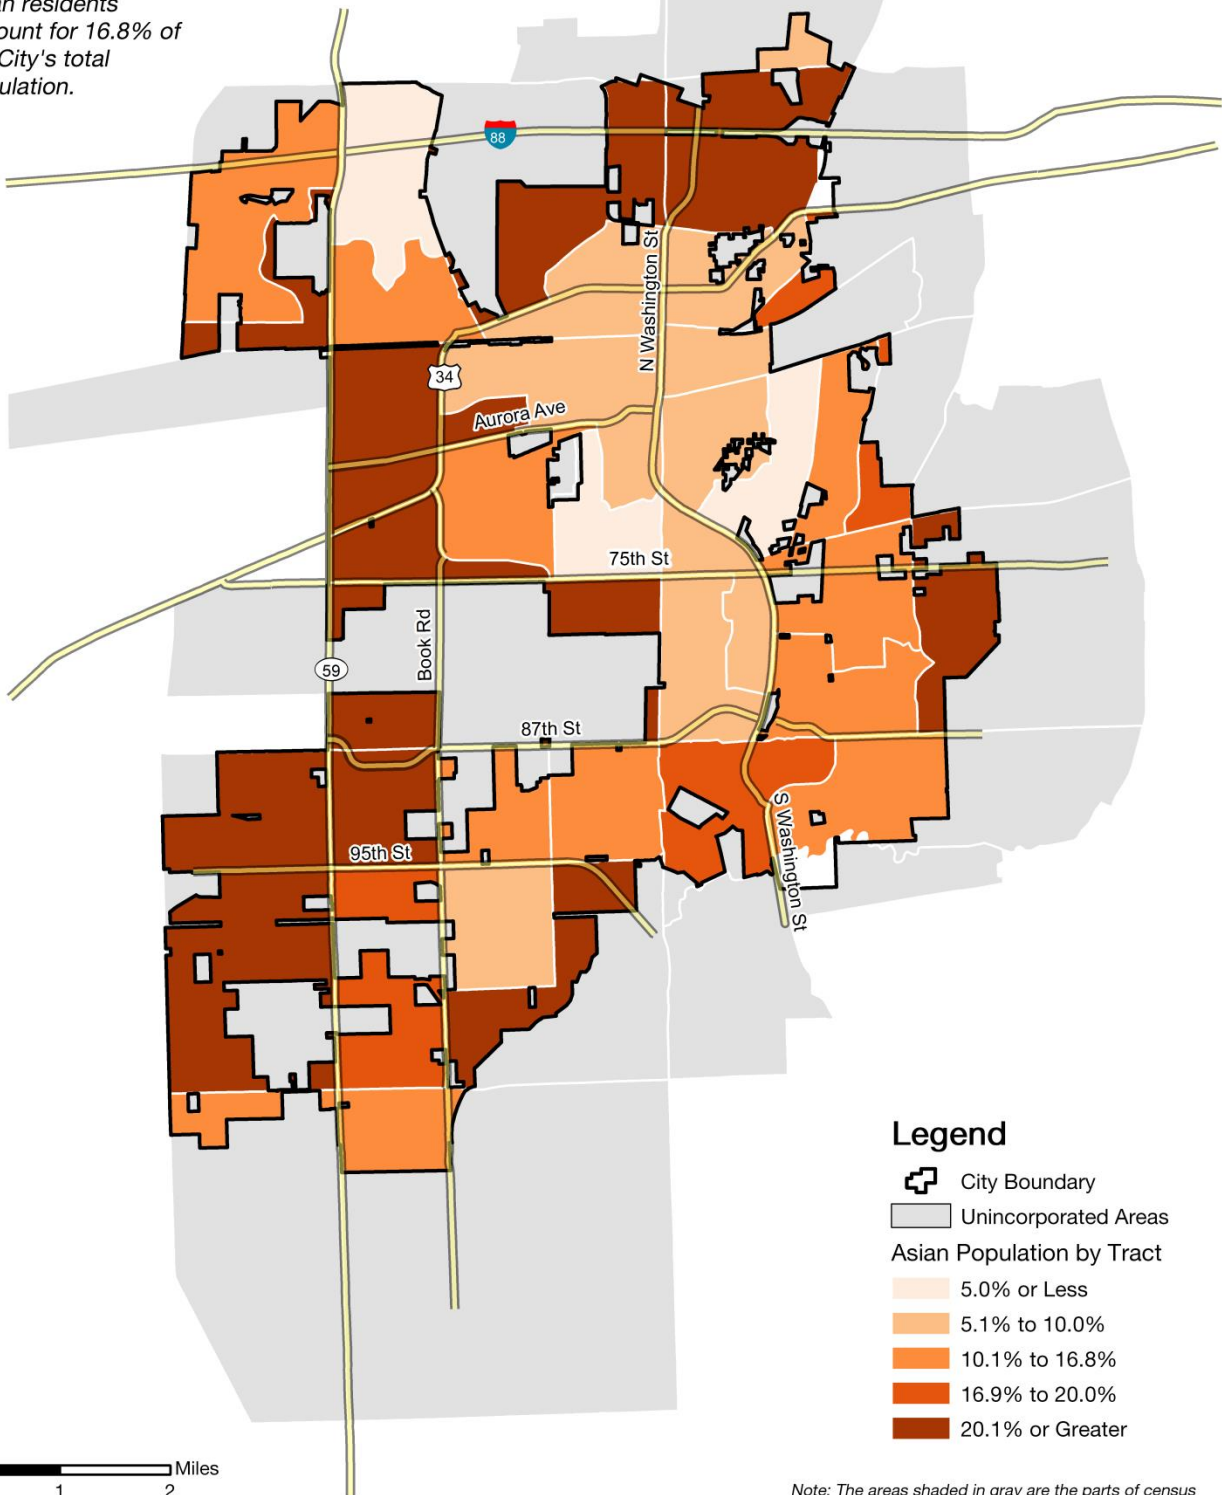 an residents
ount for 16.8% of
City's total
ulation.
88
N Washington St
34
Aurora Ave
75th St
Book Rd
59
87th St
S Washington St
95th St
Legend
City Boundary
Unincorporated Areas
Asian Population by Tract
5.0% or Less
5.1% to 10.0%
10.1% to 16.8%
16.9% to 20.0%
20.1% or Greater
Miles
1 2
Note: The areas shaded in gray are the parts of census